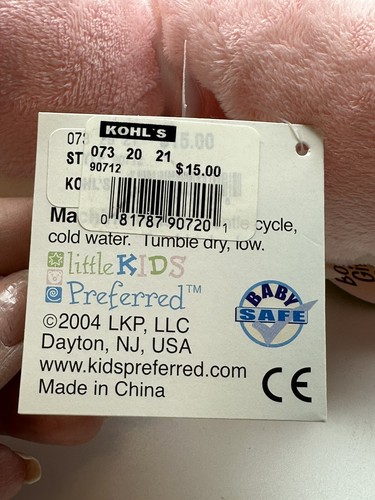 KOHL'S
073 20 21
90712 $15.00
0 81787 90720
Mac cycle,
cold water. Tumble dry, low.
little KIDS
Preferred™
BABY
SAFE
©2004 LKP, LLC
Dayton, NJ, USA
www.kidspreferred.com
Made in China
CE